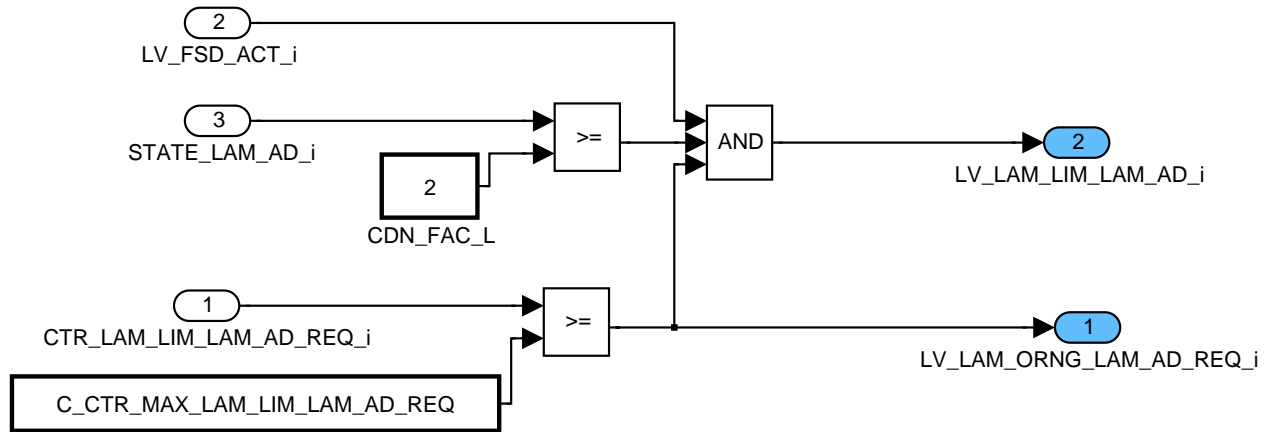 2
LV_FSD_ACT_i
3
STATE_LAM_AD_i
>=
AND
2
LV_LAM_LIM_LAM_AD_i
2
CDN_FAC_L
1
CTR_LAM_LIM_LAM_AD_REQ_i
>=
1
LV_LAM_ORNG_LAM_AD_REQ_i
C_CTR_MAX_LAM_LIM_LAM_AD_REQ